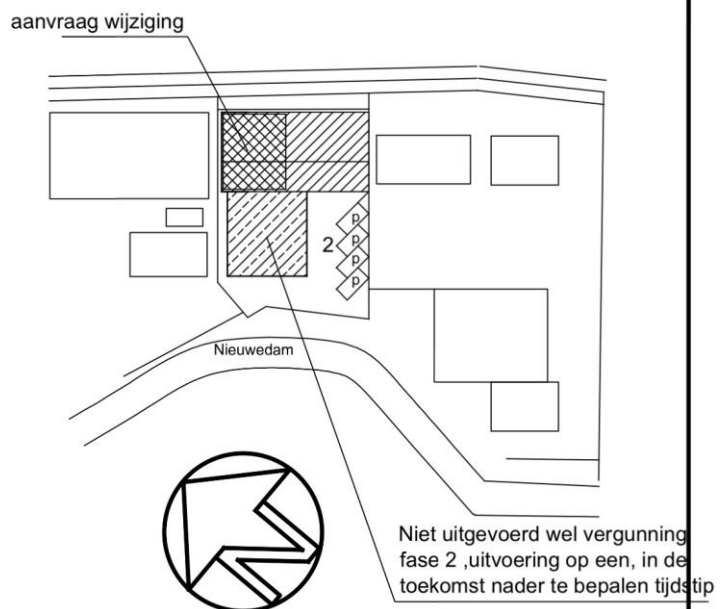 aanvraag wijziging
p
2
p
p
p
Nieuwedam
Niet uitgevoerd wel vergunning
fase 2 ,uitvoering op een, in de
toekomst nader te bepalen tijdstip